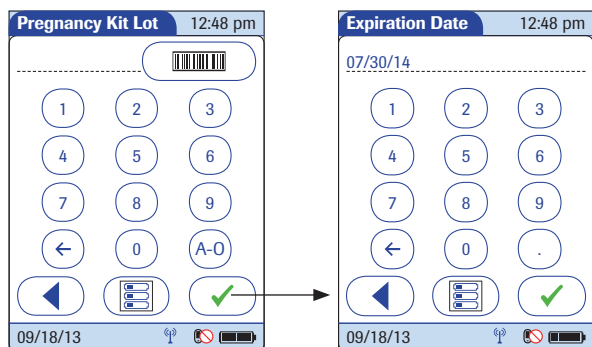 Pregnancy Kit Lot 12:48 pm
1 2 3
4 5 6
7 8 9
0 A-O
09/18/13
Expiration Date 12:48 pm
07/30/14
1 2 3
4 5 6
7 8 9
0 .
09/18/13